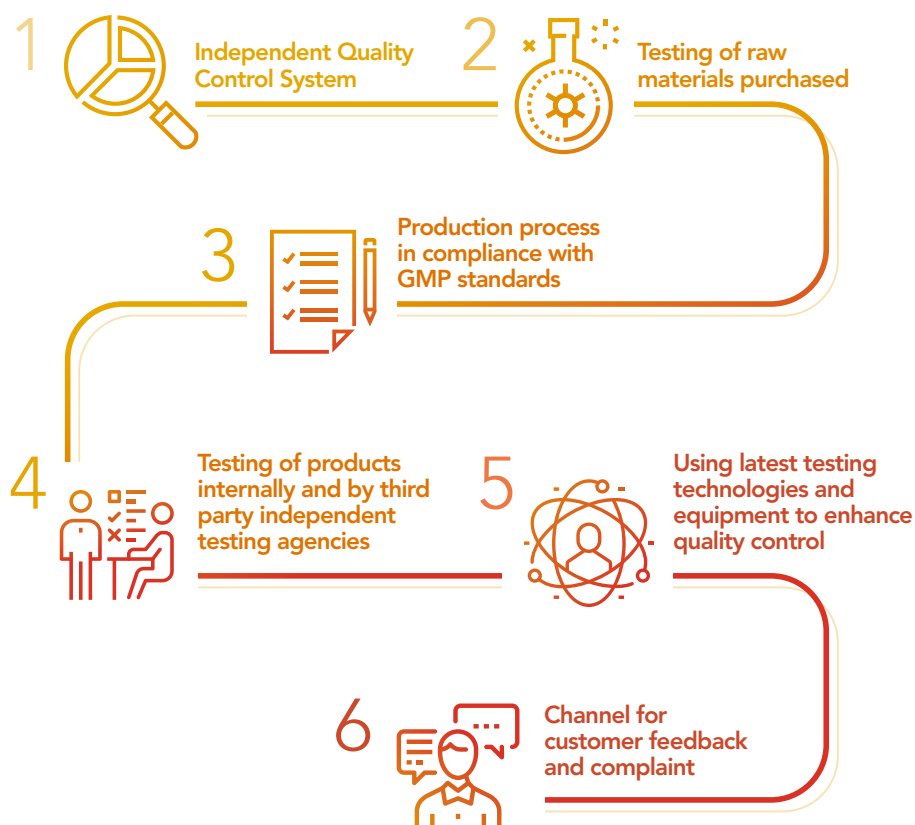 1
Independent Quality
Control System
2
Testing of raw
materials purchased
3
Production process
in compliance with
GMP standards
4
Testing of products
internally and by third
party independent
testing agencies
5
Using latest testing
technologies and
equipment to enhance
quality control
6
Channel for
customer feedback
and complaint